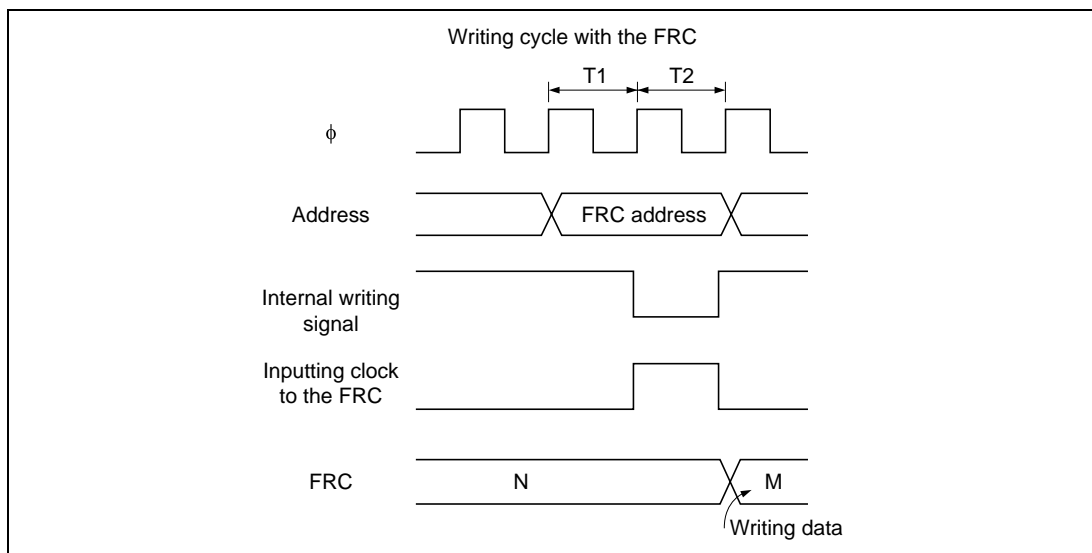 Writing cycle with the FRC
T1
T2
ϕ
Address
FRC address
Internal writing
signal
Inputting clock
to the FRC
FRC
N
M
Writing data